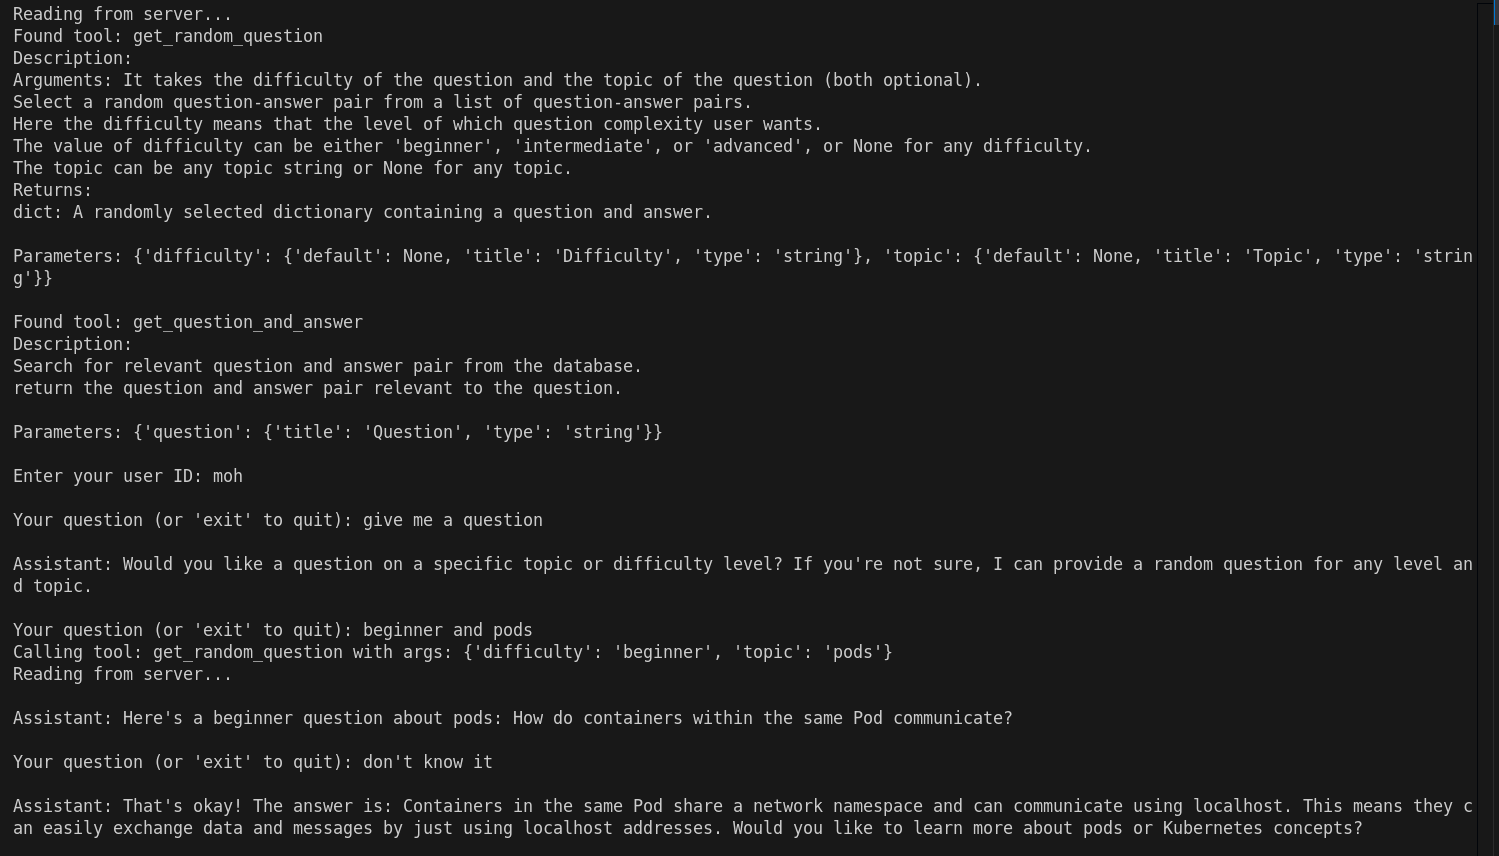 Reading from server...
Found tool: get_random_question
Description:
Arguments: It takes the difficulty of the question and the topic of the question (both optional).
Select a random question-answer pair from a list of question-answer pairs.
Here the difficulty means that the level of which question complexity user wants.
The value of difficulty can be either 'beginner', 'intermediate', or 'advanced', or None for any difficulty.
The topic can be any topic string or None for any topic.
Returns:
dict: A randomly selected dictionary containing a question and answer.
Parameters: {'difficulty': {'default': None, 'title': 'Difficulty', 'type': 'string'}, 'topic': {'default': None, 'title': 'Topic', 'type': 'strin
g'}}
Found tool: get_question_and_answer
Description:
Search for relevant question and answer pair from the database.
return the question and answer pair relevant to the question.
Parameters: {'question': {'title': 'Question', 'type': 'string'}}
Enter your user ID: moh
Your question (or 'exit' to quit): give me a question
Assistant: Would you like a question on a specific topic or difficulty level? If you're not sure, I can provide a random question for any level an
d topic.
Your question (or 'exit' to quit): beginner and pods
Calling tool: get_random_question with args: {'difficulty': 'beginner', 'topic': 'pods'}
Reading from server...
Assistant: Here's a beginner question about pods: How do containers within the same Pod communicate?
Your question (or 'exit' to quit): don't know it
Assistant: That's okay! The answer is: Containers in the same Pod share a network namespace and can communicate using localhost. This means they c
an easily exchange data and messages by just using localhost addresses. Would you like to learn more about pods or Kubernetes concepts?